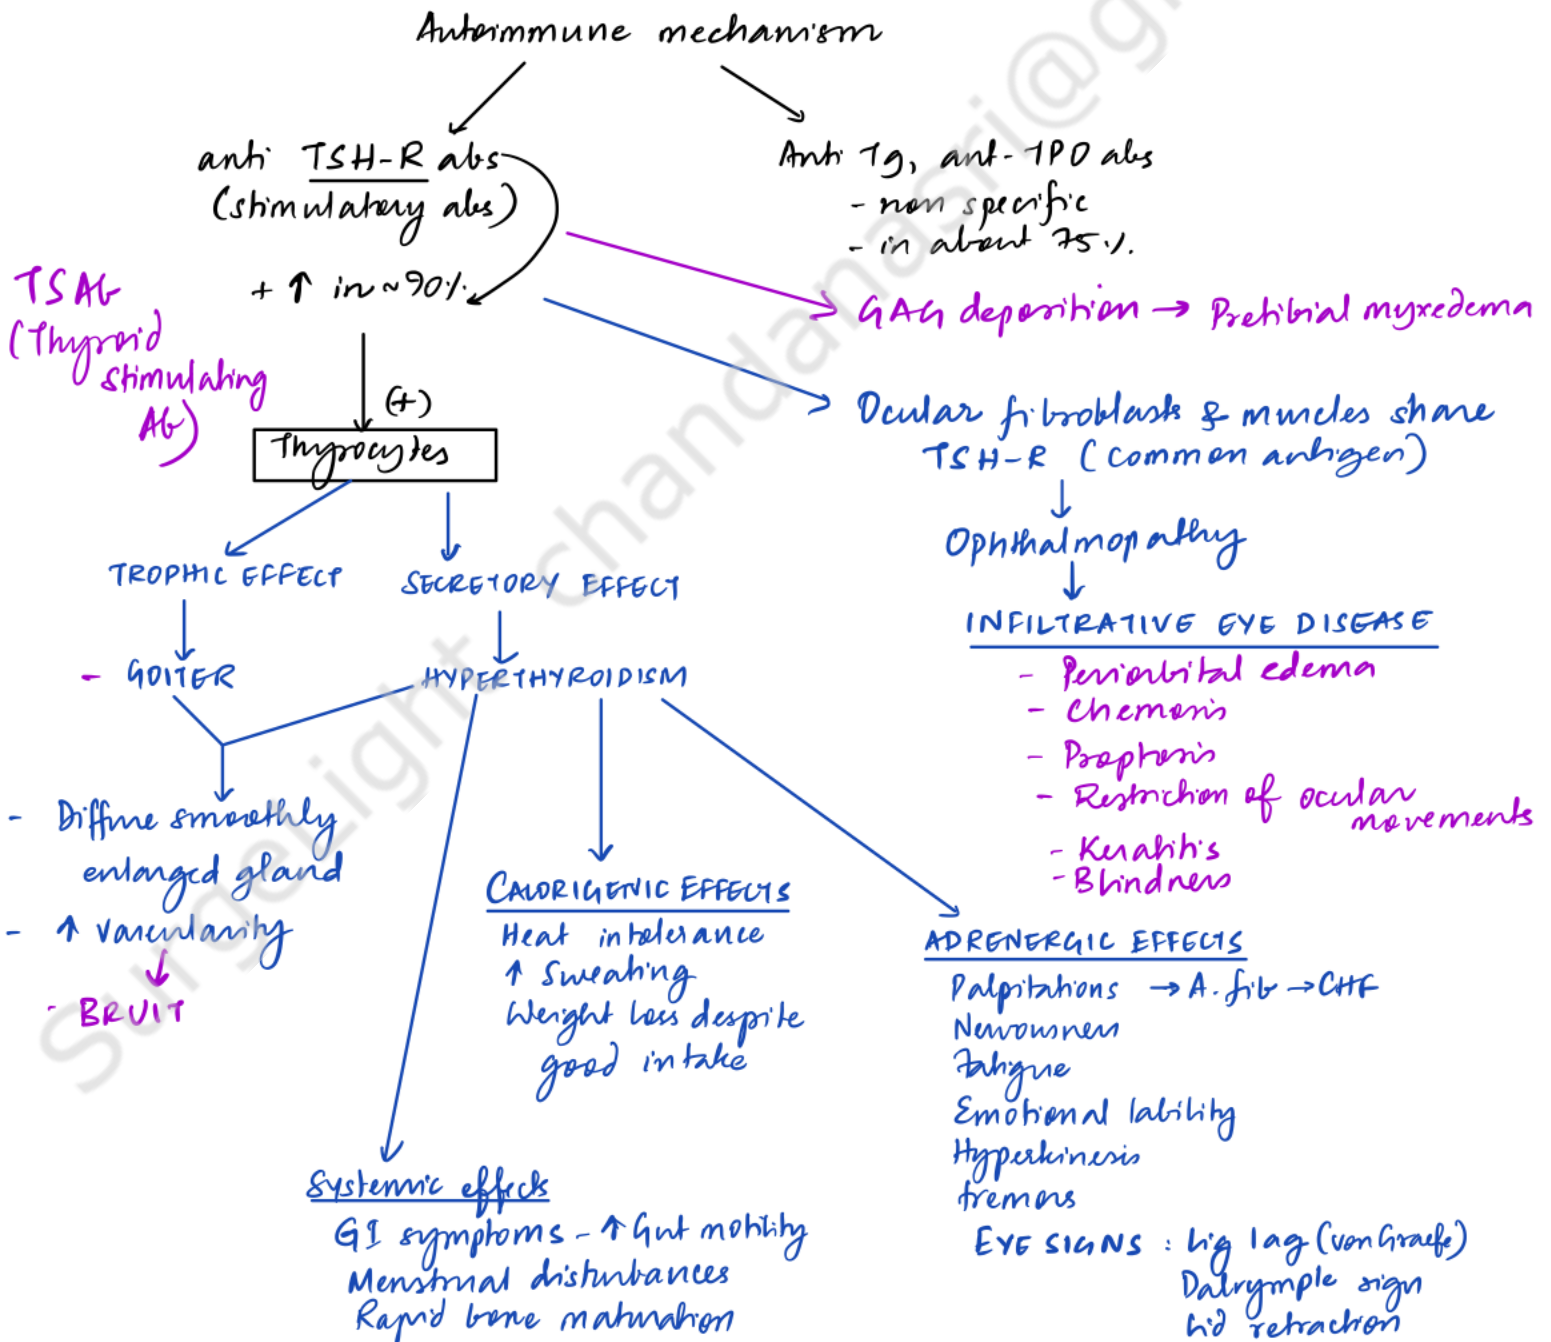 Autoimmune mechanism
anti TSH-R abs
(stimulatory abs)
+ ↑ in ~90%
Anti Tg, ant-TPO abs
- non specific
- in about 75%
TSAb
(Thyroid
stimulating
Ab)
GAG deposition → Pretibial myxedema
(+)
Thyrocytes
Ocular fibroblasts & muscles share
TSH-R (common antigen)
Ophthalmopathy
INFILTRATIVE EYE DISEASE
- Periorbital edema
- Chemosis
- Proptosis
- Restriction of ocular
movements
- Keratitis
- Blindness
TROPHIC EFFECT
SECRETORY EFFECT
- GOITER
HYPERTHYROIDISM
- Diffuse smoothly
enlarged gland
- ↑ Vascularity
- BRUIT
CALORIGENIC EFFECTS
Heat intolerance
↑ Sweating
Weight loss despite
good intake
ADRENERGIC EFFECTS
Palpitations → A. fib → CHF
Nervousness
Fatigue
Emotional lability
Hyperkinesis
tremors
EYE SIGNS : Lig lag (von Graefe)
Dalrymple sign
Lid retraction
Systemic effects
GI symptoms - ↑ Gut motility
Menstrual disturbances
Rapid bone maturation
SurgeLight chandanasri@g